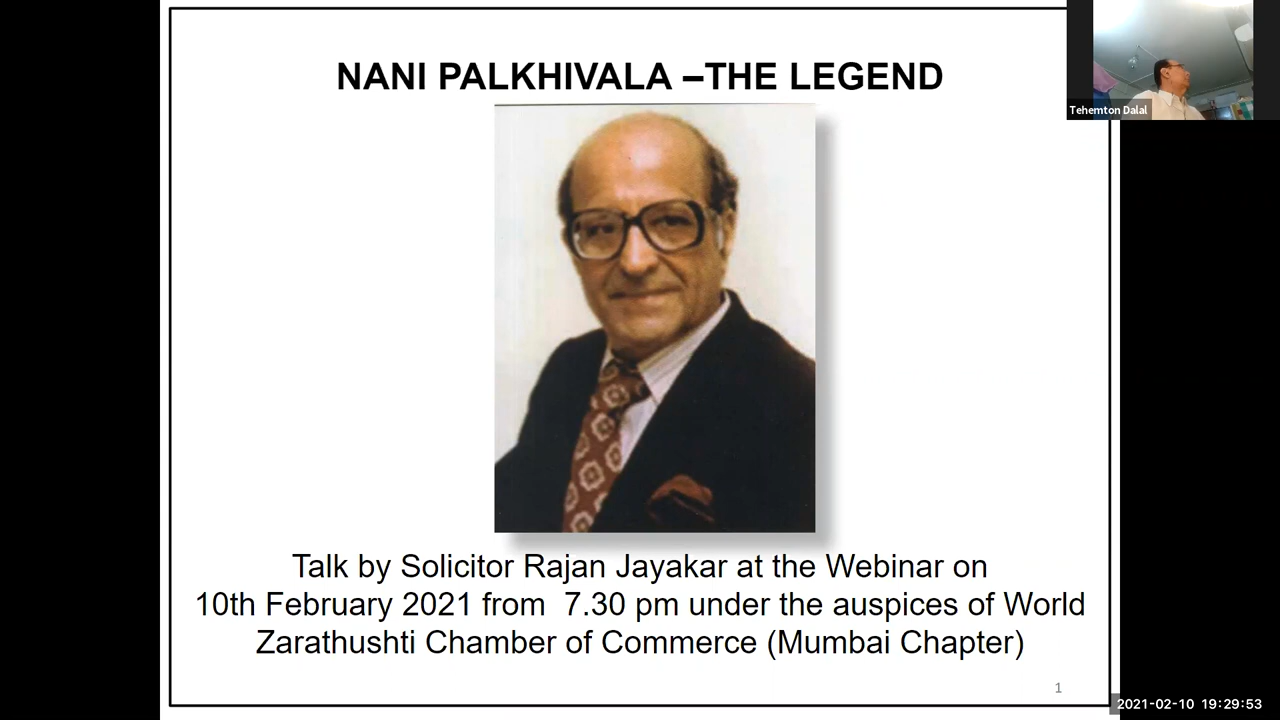 NANI PALKHIVALA –THE LEGEND
Tehemton Dalal
Talk by Solicitor Rajan Jayakar at the Webinar on
10th February 2021 from 7.30 pm under the auspices of World
Zarathushti Chamber of Commerce (Mumbai Chapter)
1
2021-02-10 19:29:53